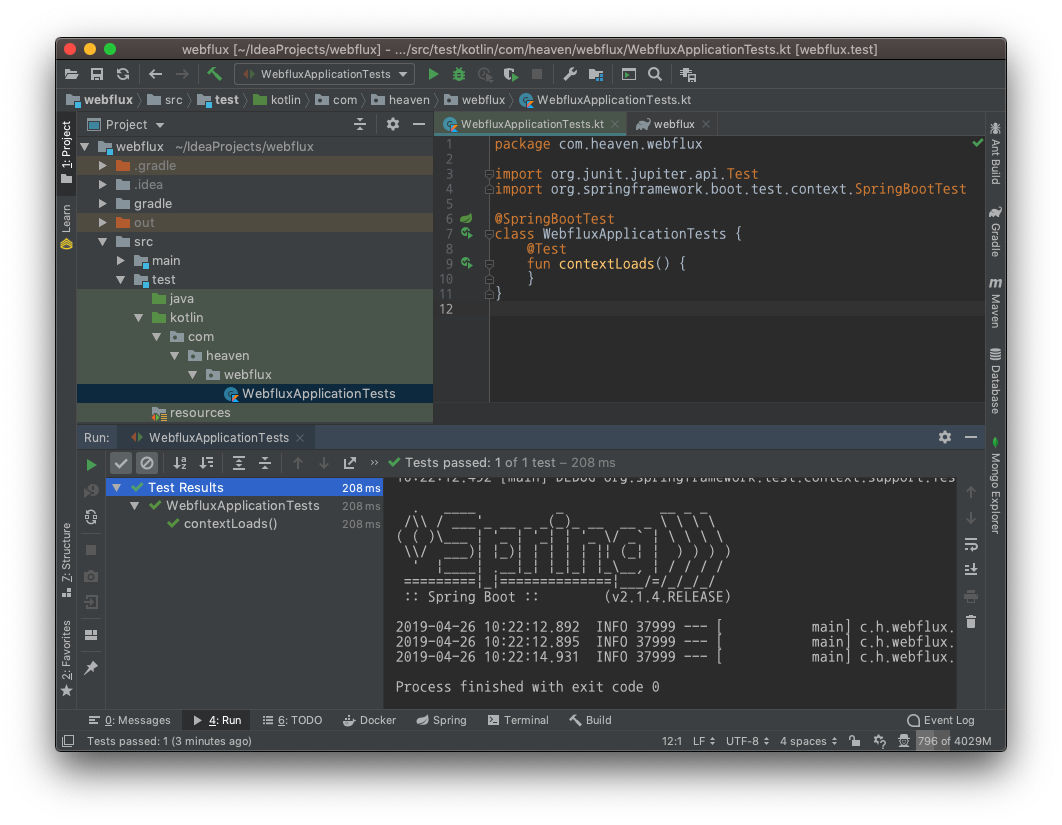 webflux [~/IdeaProjects/webflux] - .../src/test/kotlin/com/heaven/webflux/WebfluxApplicationTests.kt [webflux.test]
WebfluxApplicationTests
webflux src test kotlin com heaven webflux WebfluxApplicationTests.kt
1: Project
Learn
Z: Structure
2: Favorites
Project
webflux ~/IdeaProjects/webflux
.gradle
.idea
gradle
out
src
main
test
java
kotlin
com
heaven
webflux
WebfluxApplicationTests
resources
WebfluxApplicationTests.kt webflux
1 package com.heaven.webflux
2
3 import org.junit.jupiter.api.Test
4 import org.springframework.boot.test.context.SpringBootTest
5
6 @SpringBootTest
7 class WebfluxApplicationTests {
8 @Test
9 fun contextLoads() {
10 }
11 }
12
Ant Build
Gradle
m Maven
Database
Mongo Explorer
Run: WebfluxApplicationTests
Tests passed: 1 of 1 test – 208 ms
Test Results 208 ms
WebfluxApplicationTests 208 ms
contextLoads() 208 ms
10:22:12.492 [main] DEBUG org.springframework.test.context.support.Tes
Spring
:: Spring Boot :: (v2.1.4.RELEASE)
2019-04-26 10:22:12.892 INFO 37999 --- [ main] c.h.webflux.
2019-04-26 10:22:12.895 INFO 37999 --- [ main] c.h.webflux.
2019-04-26 10:22:14.931 INFO 37999 --- [ main] c.h.webflux.
Process finished with exit code 0
0: Messages 4: Run 6: TODO Docker Spring Terminal Build Event Log
Tests passed: 1 (3 minutes ago) 12:1 LF UTF-8 4 spaces 796 of 4029M